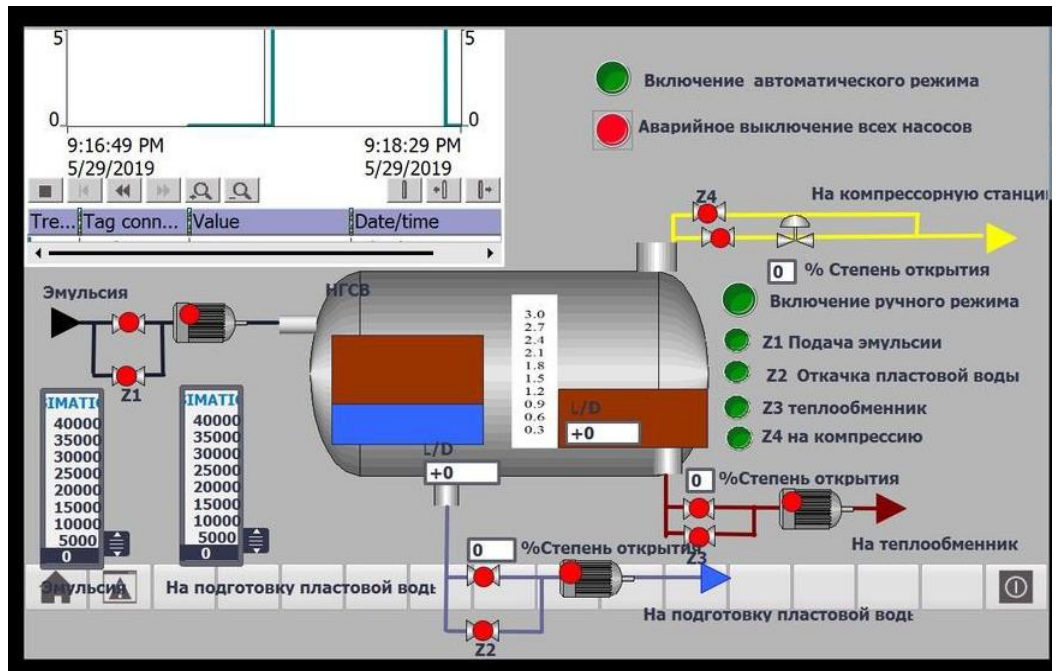 5
5
0
0
9:16:49 PM
9:18:29 PM
5/29/2019
5/29/2019
Tre...
Tag conn...
Value
Date/time
Включение автоматического режима
Аварийное выключение всех насосов
Z4
На компрессорную станци
0 % Степень открытия
Включение ручного режима
Z1 Подача эмульсии
Z2 Откачка пластовой воды
Z3 теплообменник
Z4 на компрессию
Эмульсия
НГСВ
3.0
2.7
2.4
2.1
1.8
1.5
1.2
0.9
0.6
0.3
L/D
+0
L/D
+0
Z1
SIMATIC
40000
35000
30000
25000
20000
15000
10000
5000
0
SIMATIC
40000
35000
30000
25000
20000
15000
10000
5000
0
0 %Степень открытия
Z3
На теплообменник
0 %Степень открытия
Эмульсия
На подготовку пластовой воды
На подготовку пластовой воды
Z2